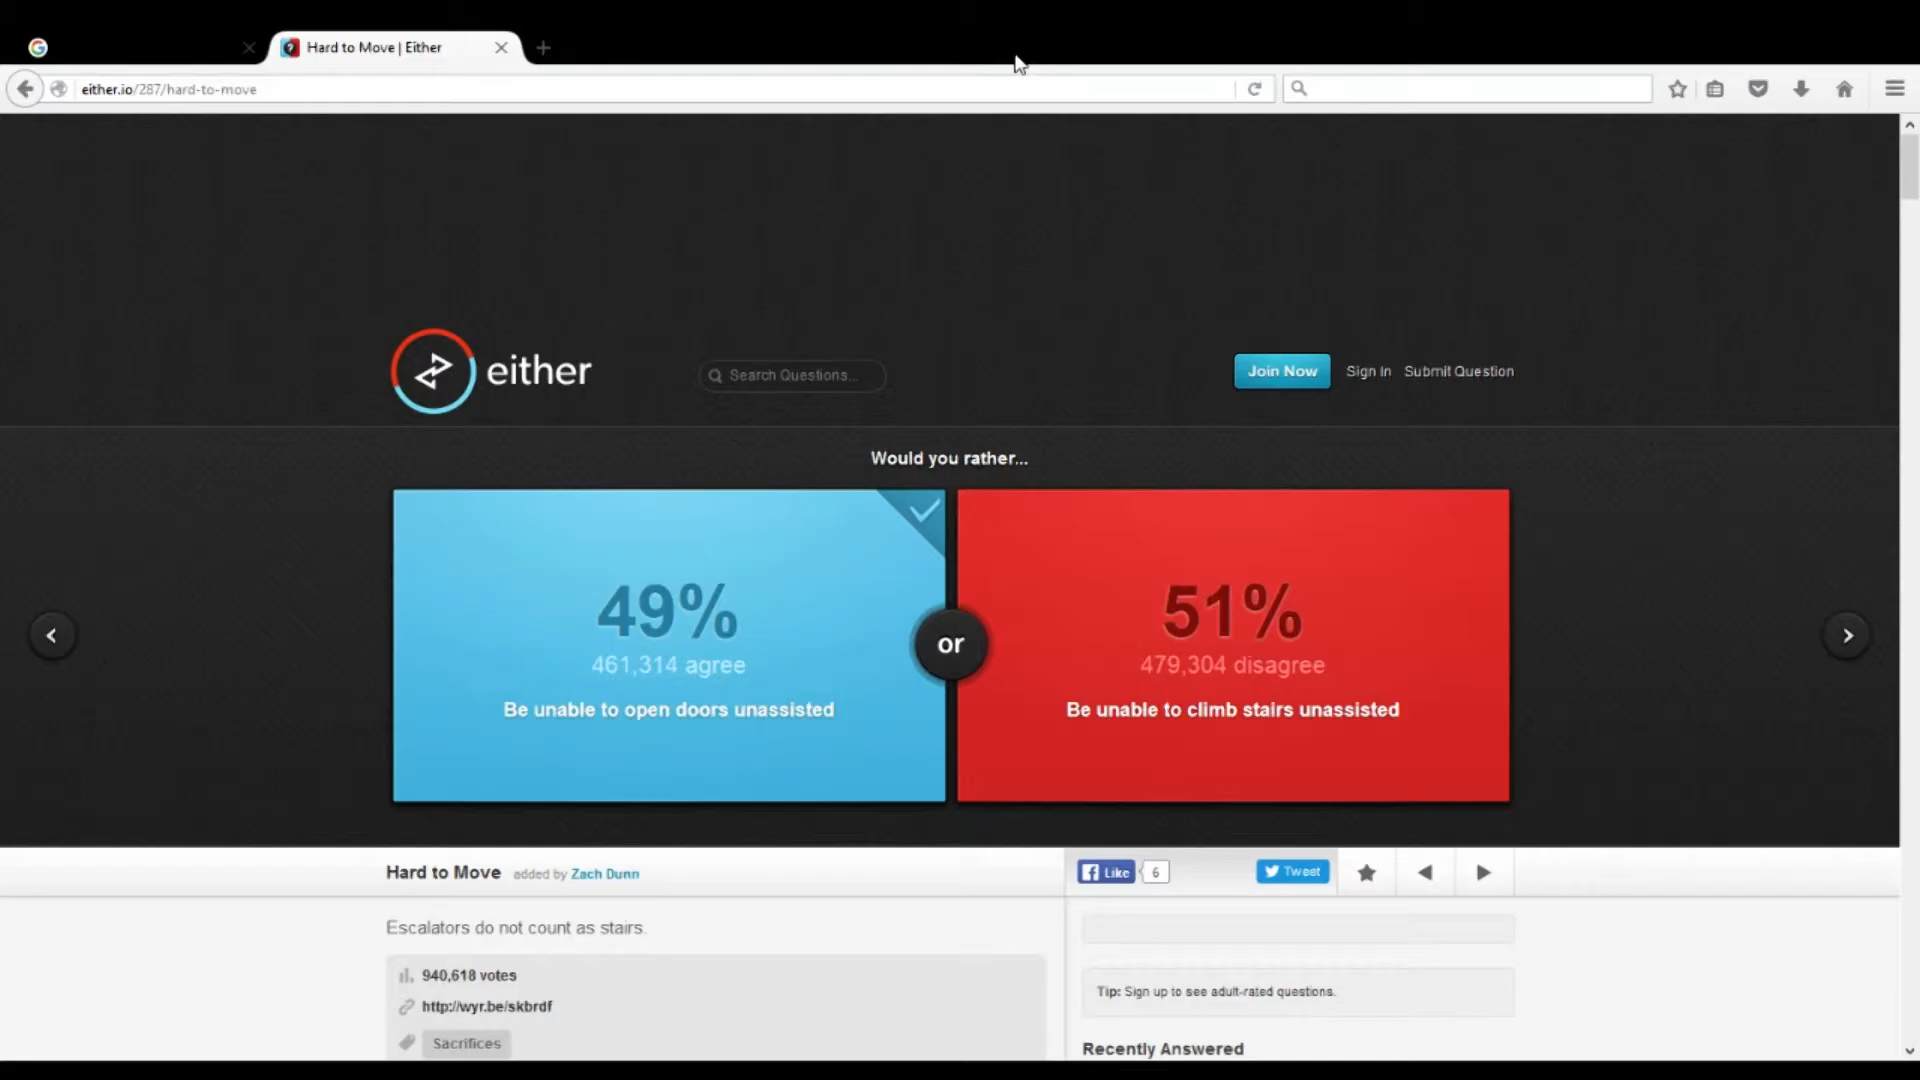 Hard to Move | Either
either.io/287/hard-to-move
either
Search Questions...
Join Now
Sign In
Submit Question
Would you rather...
49%
461,314 agree
Be unable to open doors unassisted
or
51%
479,304 disagree
Be unable to climb stairs unassisted
Hard to Move added by Zach Dunn
Like 6
Tweet
Escalators do not count as stairs.
940,618 votes
http://wyr.be/skbrdf
Sacrifices
Tip: Sign up to see adult-rated questions.
Recently Answered